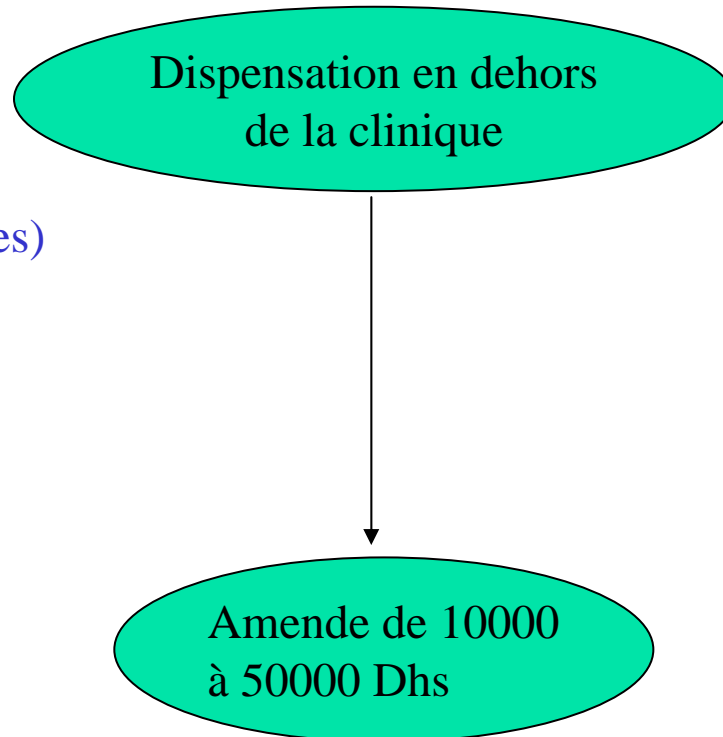 Dispensation en dehors
de la clinique
es)
Amende de 10000
à 50000 Dhs